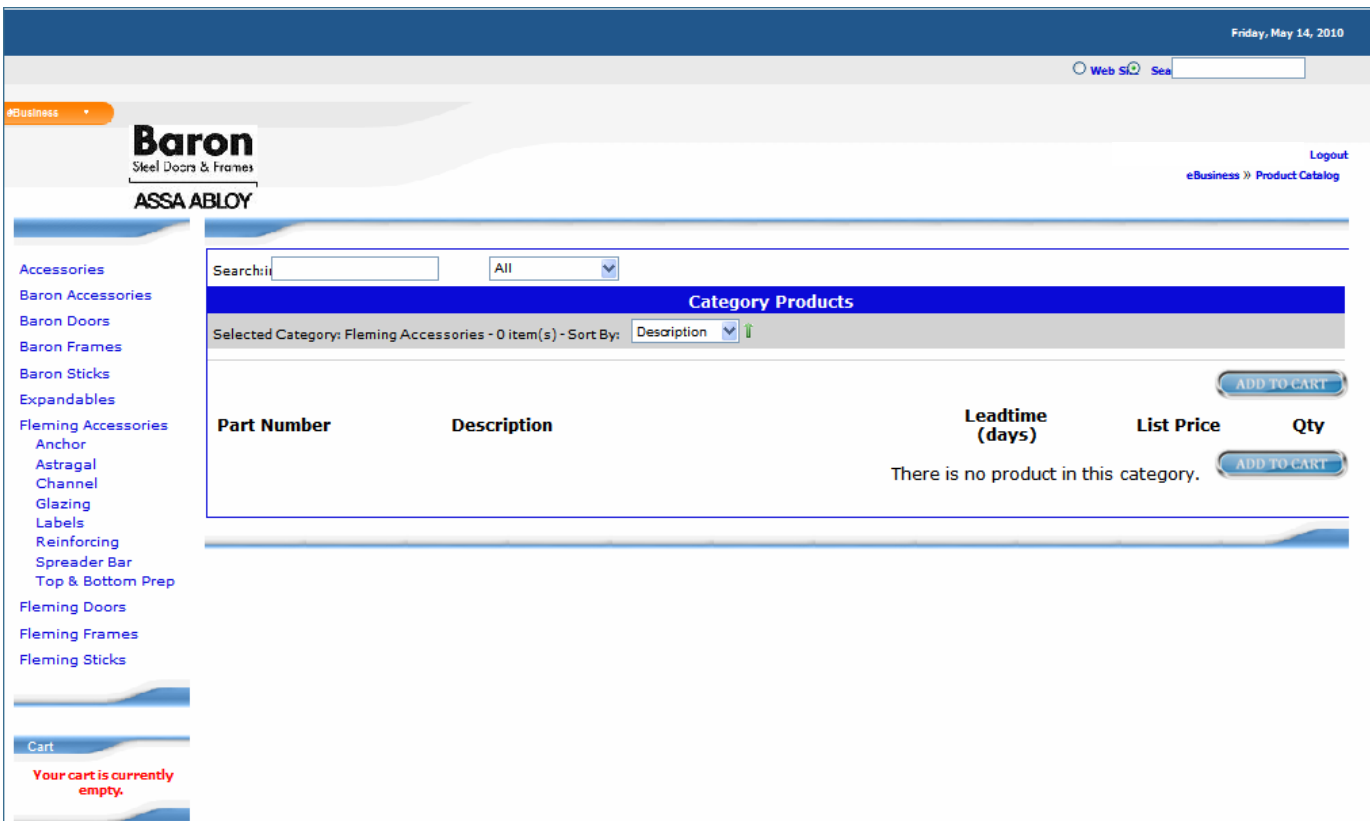 Friday, May 14, 2010
Web Si
Sea
eBusiness
Baron
Steel Doors & Frames
ASSA ABLOY
Logout
eBusiness » Product Catalog
Accessories
Baron Accessories
Baron Doors
Baron Frames
Baron Sticks
Expandables
Fleming Accessories
Anchor
Astragal
Channel
Glazing
Labels
Reinforcing
Spreader Bar
Top & Bottom Prep
Fleming Doors
Fleming Frames
Fleming Sticks
Cart
Your cart is currently
empty.
Search:
All
Category Products
Selected Category: Fleming Accessories - 0 item(s) - Sort By: Description
ADD TO CART
Part Number Description Leadtime (days) List Price Qty
There is no product in this category.
ADD TO CART